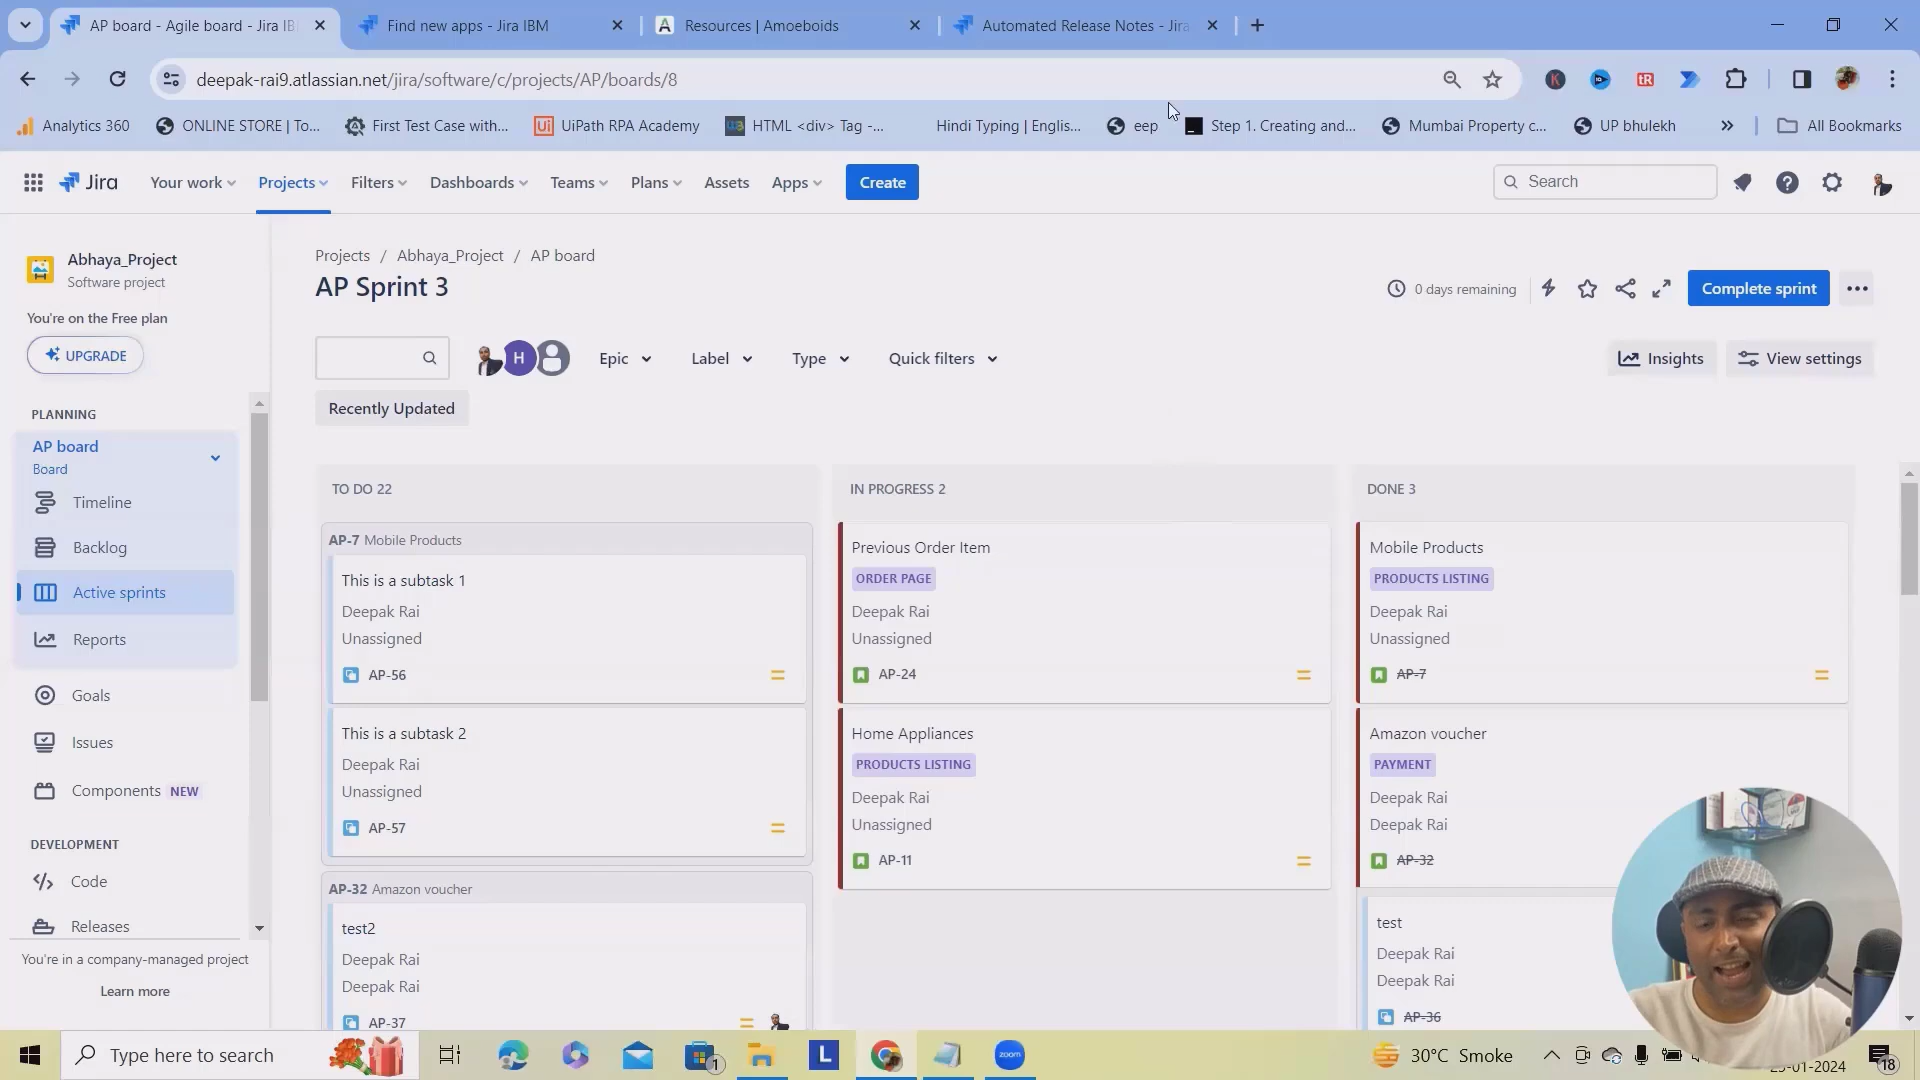 AP board - Agile board - Jira IB
Find new apps - Jira IBM
Resources | Amoeboids
Automated Release Notes - Jira
deepak-rai9.atlassian.net/jira/software/c/projects/AP/boards/8
Analytics 360
ONLINE STORE | To...
First Test Case with...
UiPath RPA Academy
HTML <div> Tag -...
Hindi Typing | Englis...
eep
Step 1. Creating and...
Mumbai Property c...
UP bhulekh
All Bookmarks
Jira
Your work
Projects
Filters
Dashboards
Teams
Plans
Assets
Apps
Create
Search
Abhaya_Project
Software project
You're on the Free plan
UPGRADE
PLANNING
AP board
Board
Timeline
Backlog
Active sprints
Reports
Goals
Issues
Components NEW
DEVELOPMENT
Code
Releases
You're in a company-managed project
Learn more
Projects / Abhaya_Project / AP board
AP Sprint 3
0 days remaining
Complete sprint
H
Epic
Label
Type
Quick filters
Insights
View settings
Recently Updated
TO DO 22
AP-7 Mobile Products
This is a subtask 1
Deepak Rai
Unassigned
AP-56
This is a subtask 2
Deepak Rai
Unassigned
AP-57
AP-32 Amazon voucher
test2
Deepak Rai
Deepak Rai
AP-37
IN PROGRESS 2
Previous Order Item
ORDER PAGE
Deepak Rai
Unassigned
AP-24
Home Appliances
PRODUCTS LISTING
Deepak Rai
Unassigned
AP-11
DONE 3
Mobile Products
PRODUCTS LISTING
Deepak Rai
Unassigned
AP-7
Amazon voucher
PAYMENT
Deepak Rai
Deepak Rai
AP-32
test
Deepak Rai
Deepak Rai
AP-36
Type here to search
1
L
zoom
30°C Smoke
18